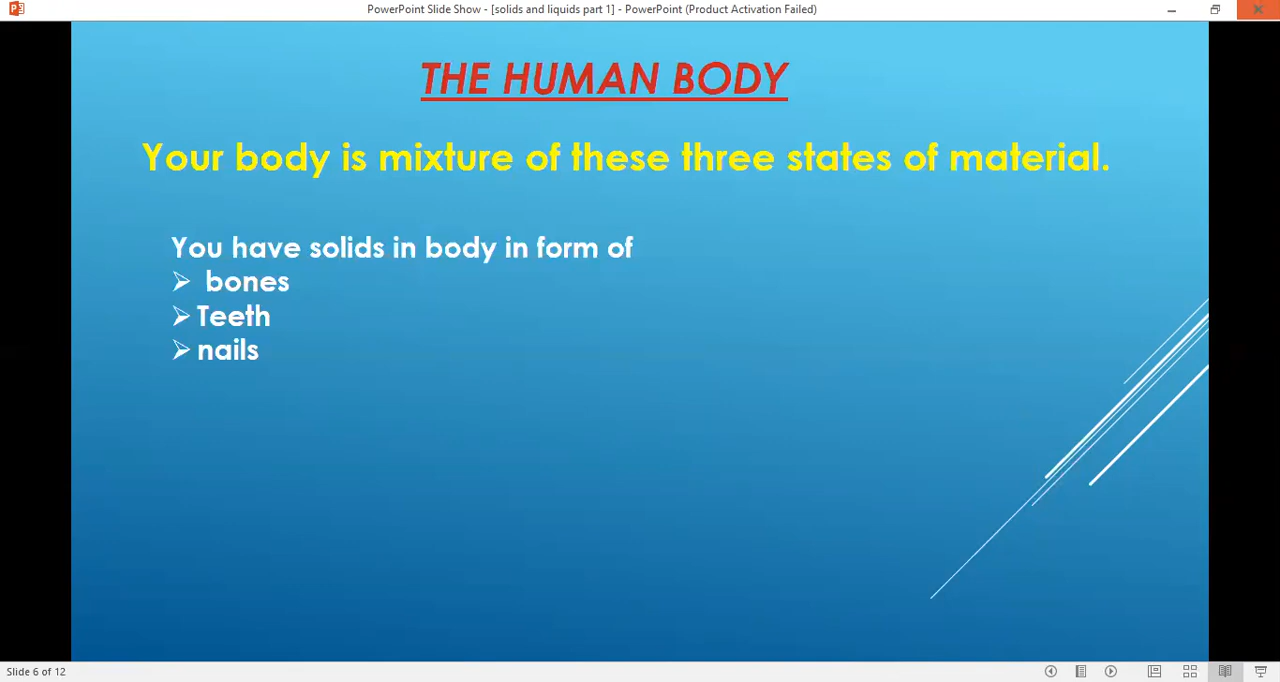 PowerPoint Slide Show - [solids and liquids part 1] - PowerPoint (Product Activation Failed)
THE HUMAN BODY
Your body is mixture of these three states of material.
You have solids in body in form of
➢ bones
➢ Teeth
➢ nails
Slide 6 of 12